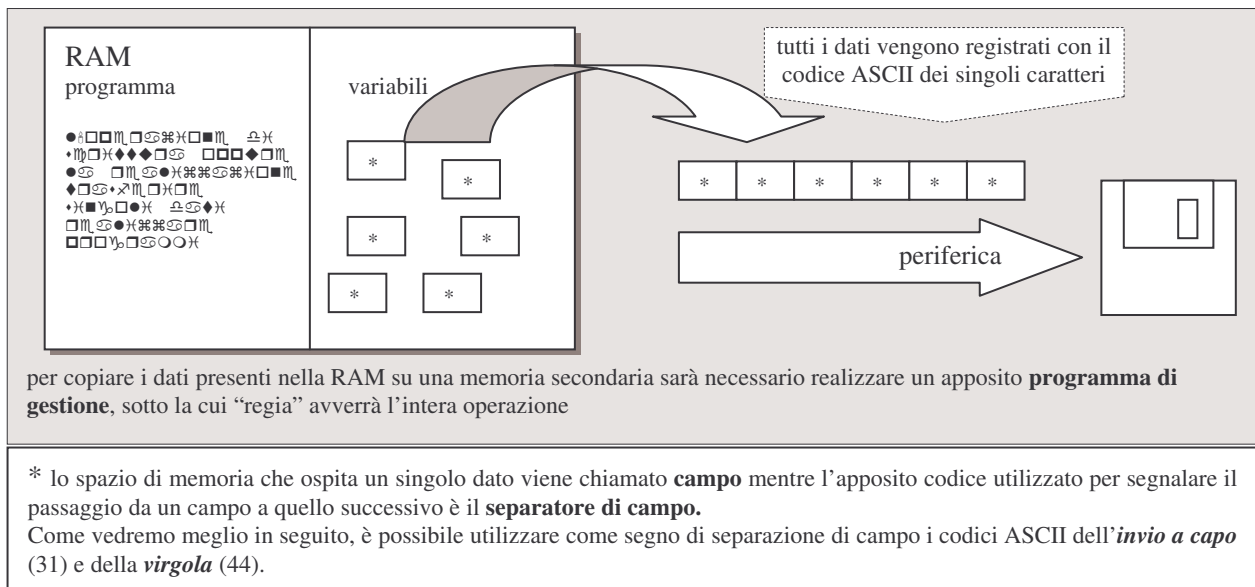 RAM
programma
variabili
tutti i dati vengono registrati con il
codice ASCII dei singoli caratteri
*
*
*
*
*
*
* * * * * *
periferica
per copiare i dati presenti nella RAM su una memoria secondaria sarà necessario realizzare un apposito programma di
gestione, sotto la cui “regia” avverrà l’intera operazione
* lo spazio di memoria che ospita un singolo dato viene chiamato campo mentre l’apposito codice utilizzato per segnalare il
passaggio da un campo a quello successivo è il separatore di campo.
Come vedremo meglio in seguito, è possibile utilizzare come segno di separazione di campo i codici ASCII dell’invio a capo
(31) e della virgola (44).